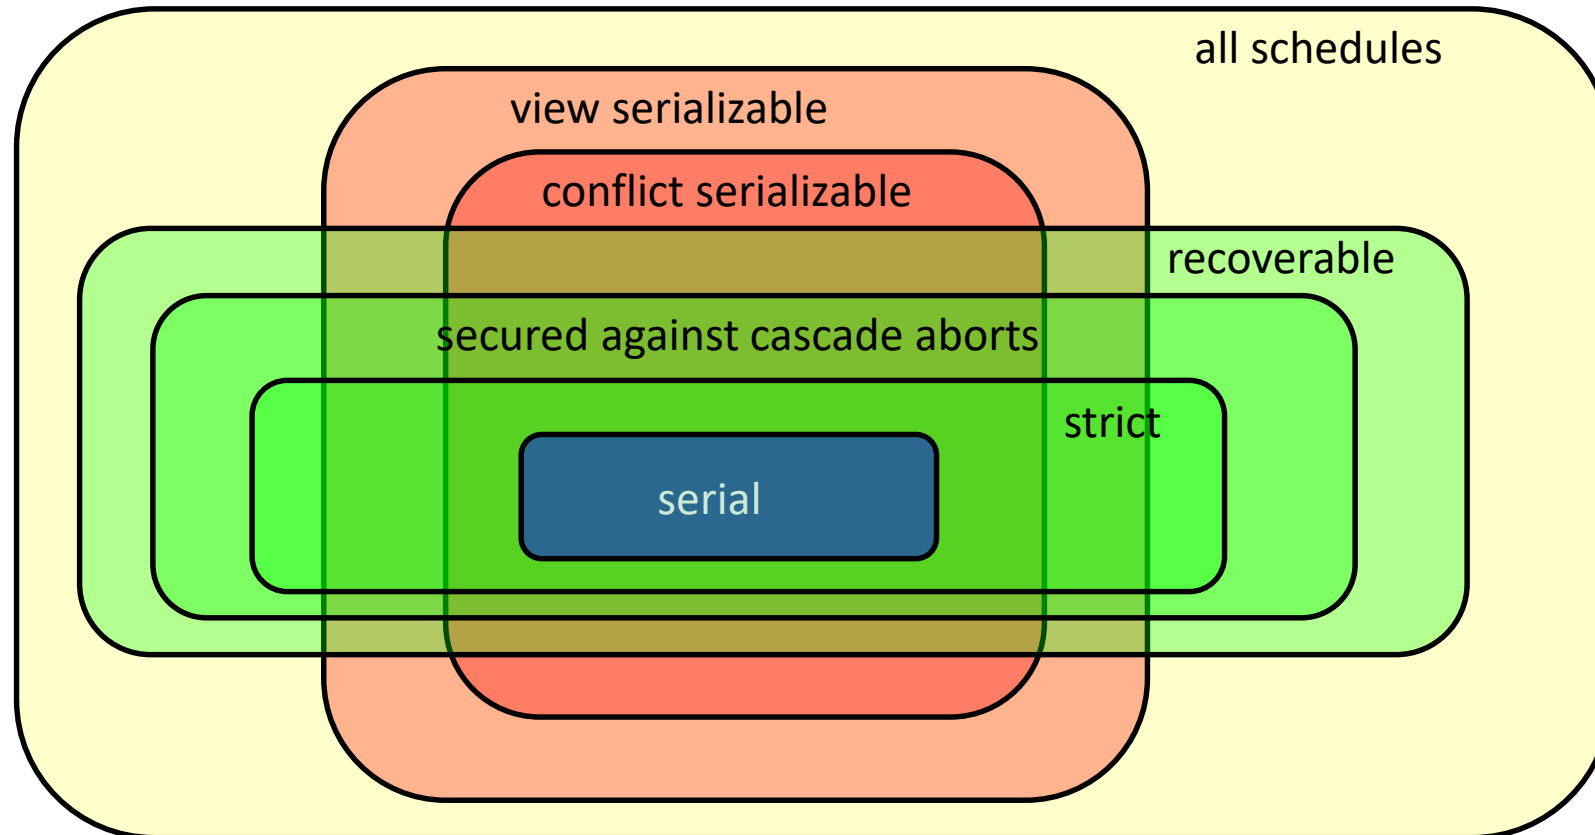 all schedules
view serializable
conflict serializable
recoverable
secured against cascade aborts
strict
serial